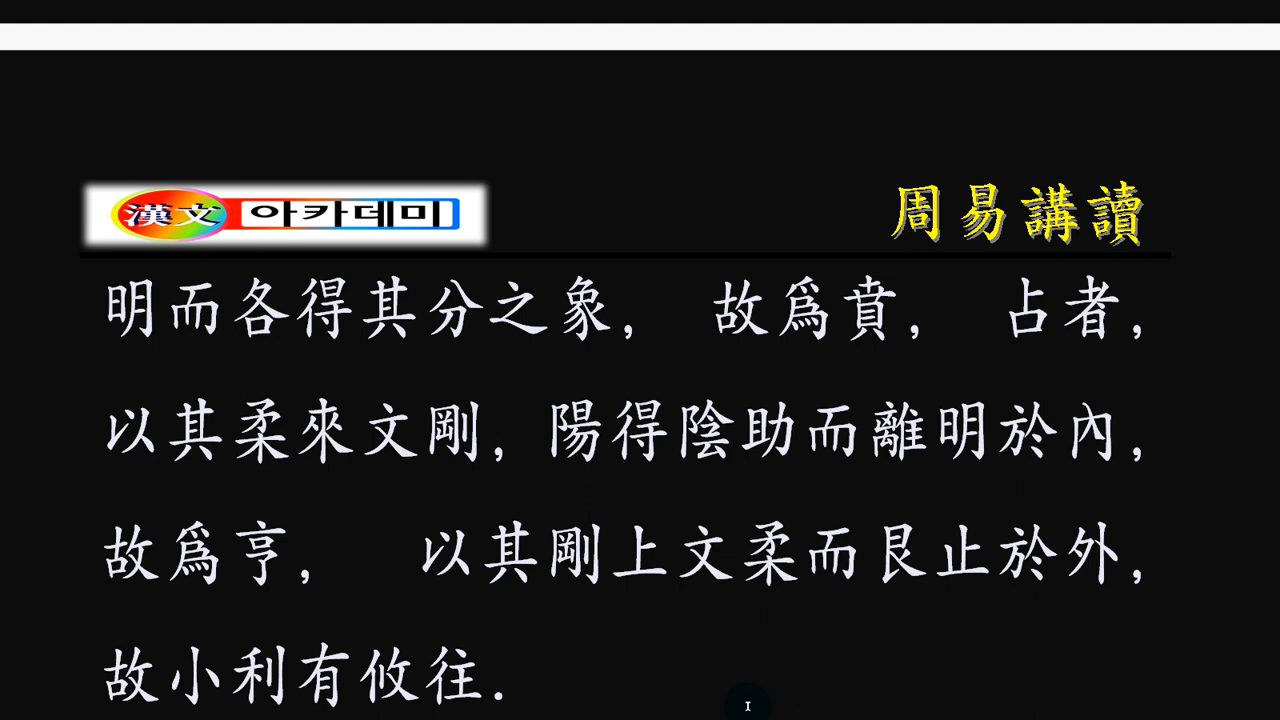 漢文 아카데미
周易講讀
明而各得其分之象, 故爲賁, 占者,
以其柔來文剛, 陽得陰助而離明於內,
故爲亨, 以其剛上文柔而艮止於外,
故小利有攸往.